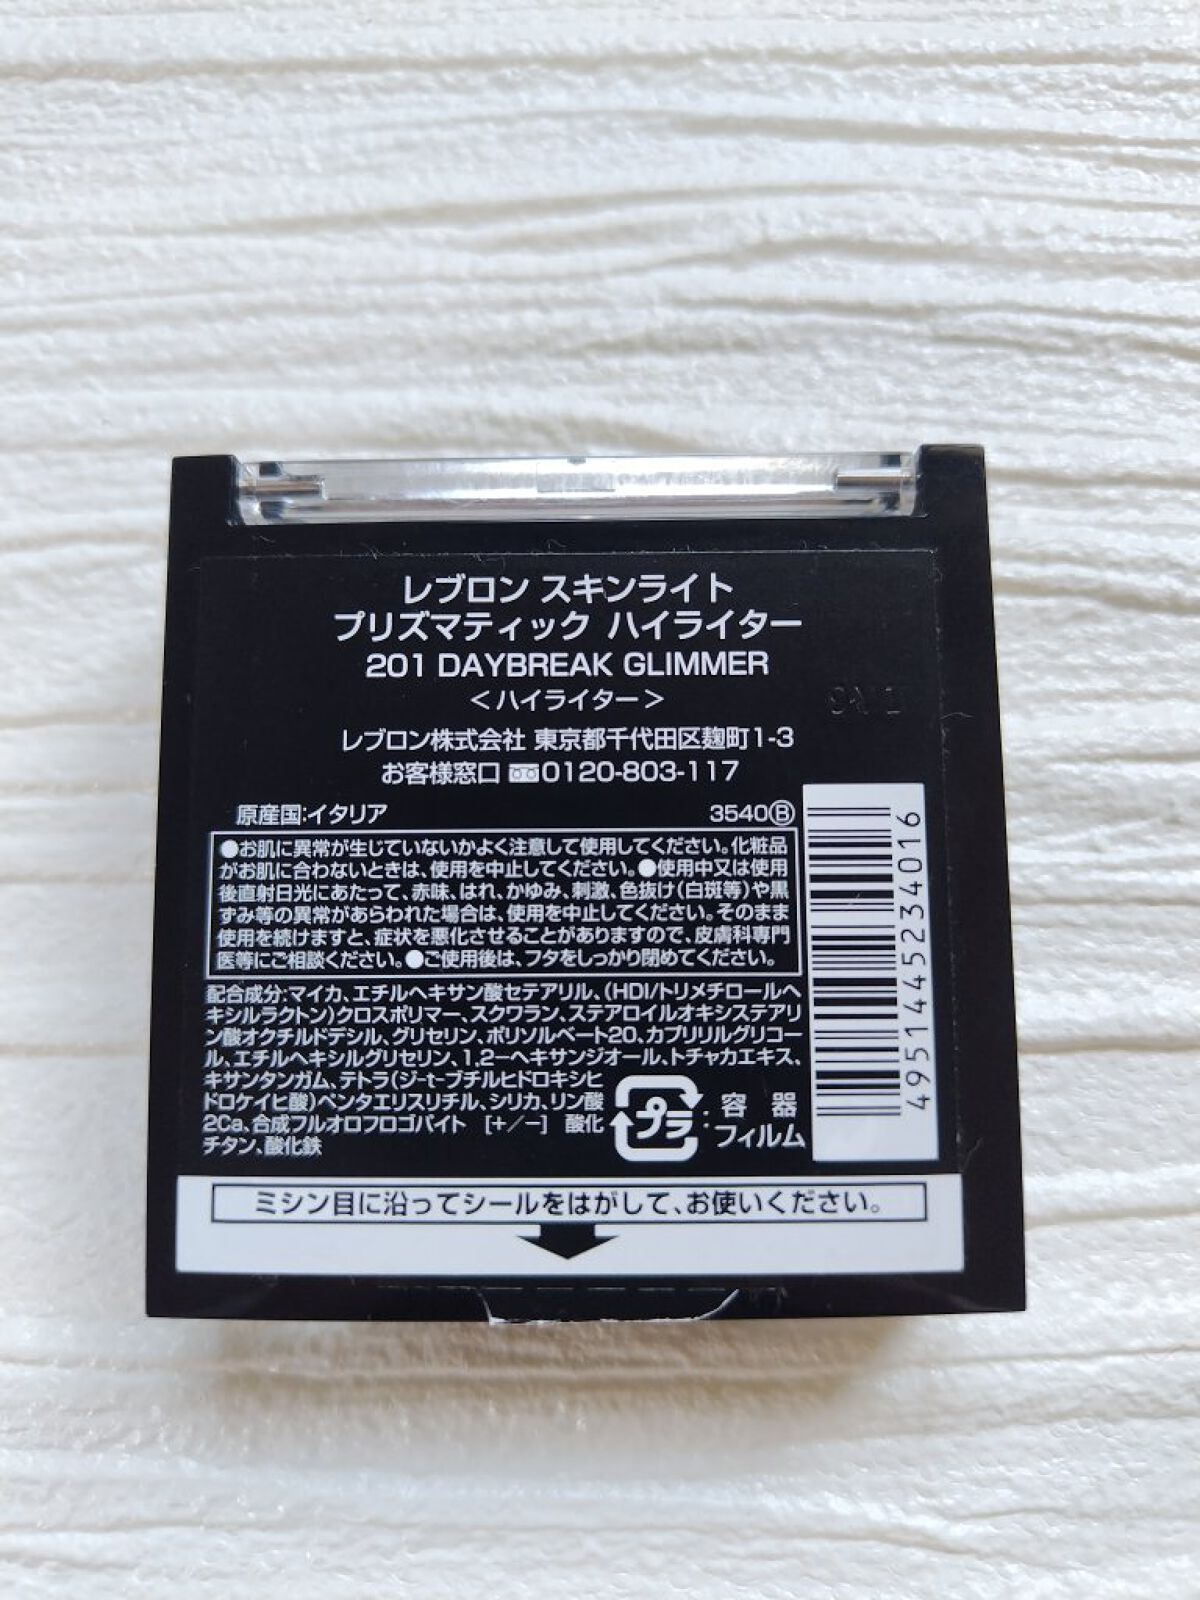 レブロン スキンライト
プリズマティック ハイライター
201 DAYBREAK GLIMMER
＜ハイライター＞
レブロン株式会社 東京都千代田区麹町1-3
お客様窓口 0120-803-117
原産国:イタリア 3540Ⓑ
●お肌に異常が生じていないかよく注意して使用してください。化粧品
がお肌に合わないときは、使用を中止してください。●使用中又は使用
後直射日光にあたって、赤味、はれ、かゆみ、刺激、色抜け(白斑等)や黒
ずみ等の異常があらわれた場合は、使用を中止してください。そのまま
使用を続けますと、症状を悪化させることがありますので、皮膚科専門
医等にご相談ください。●ご使用後は、フタをしっかり閉めてください。
配合成分:マイカ、エチルヘキサン酸セテアリル、(HDI/トリメチロールヘ
キシルラクトン)クロスポリマー、スクワラン、ステアロイルオキシステアリ
ン酸オクチルドデシル、グリセリン、ポリソルベート20、カプリリルグリコー
ル、エチルヘキシルグリセリン、1,2-ヘキサンジオール、トチャカエキス、
キサンタンガム、テトラ(ジ-t-ブチルヒドロキシヒ
ドロケイヒ酸)ペンタエリスリチル、シリカ、リン酸
2Ca、合成フルオロフロゴパイト [+/-] 酸化
チタン、酸化鉄
プラ : 容器
: フィルム
4951445234016
ミシン目に沿ってシールをはがして、お使いください。